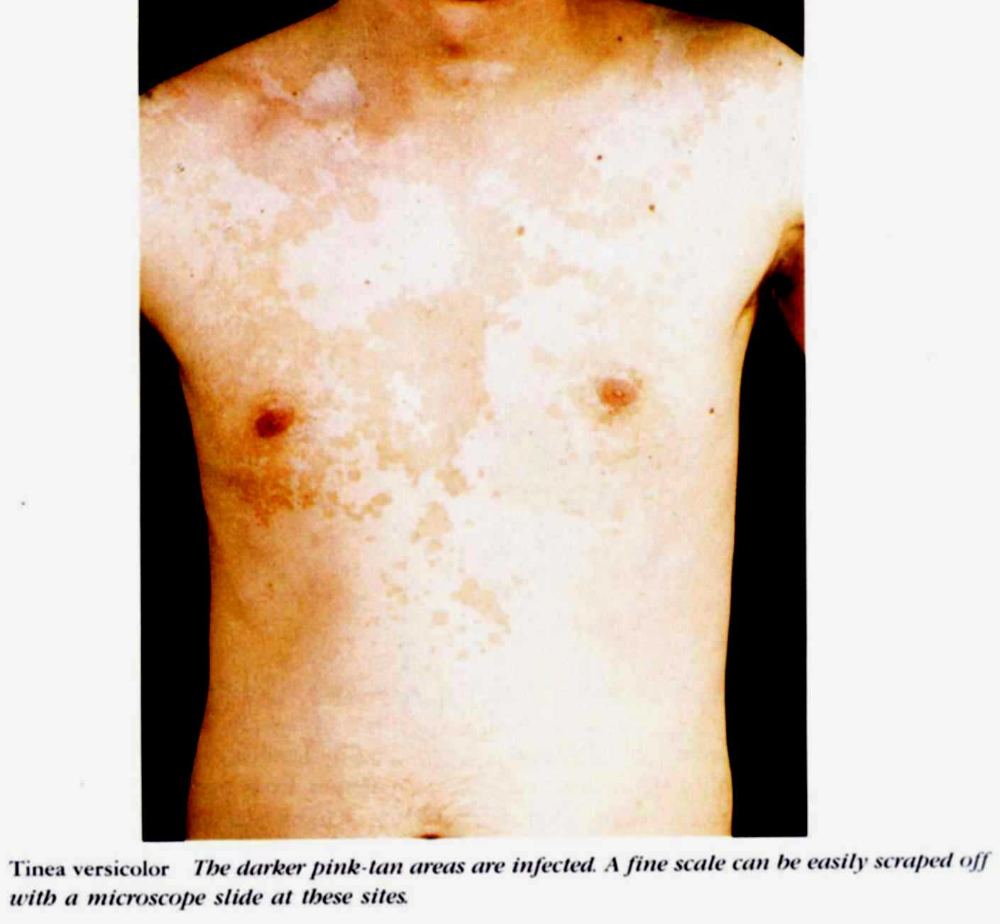 Tinea versicolor The darker pink-tan areas are infected. A fine scale can be easily scraped off
with a microscope slide at these sites.